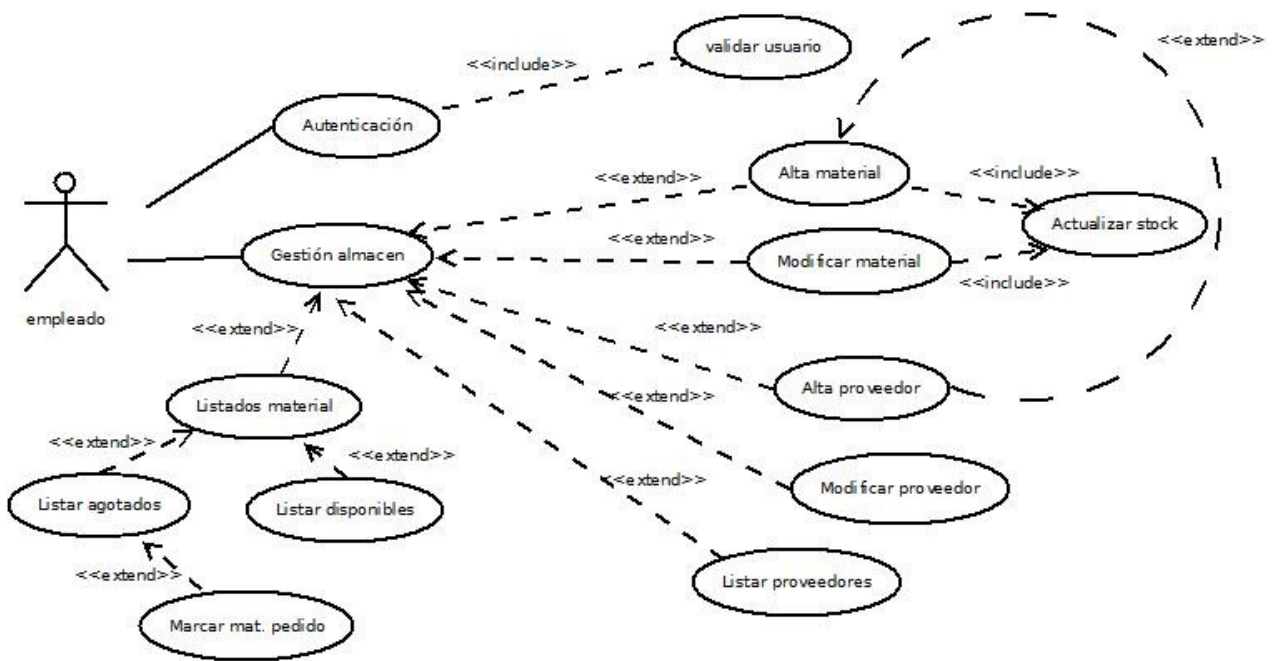 validar usuario
<<extend>>
<<include>>
Autenticación
<<extend>>
Alta material
<<include>>
Actualizar stock
<<extend>>
Gestión almacen
Modificar material
<<include>>
empleado
<<extend>>
<<extend>>
Alta proveedor
<<extend>>
Listados material
<<extend>>
<<extend>>
<<extend>>
Modificar proveedor
Listar agotados
Listar disponibles
<<extend>>
Listar proveedores
Marcar mat. pedido